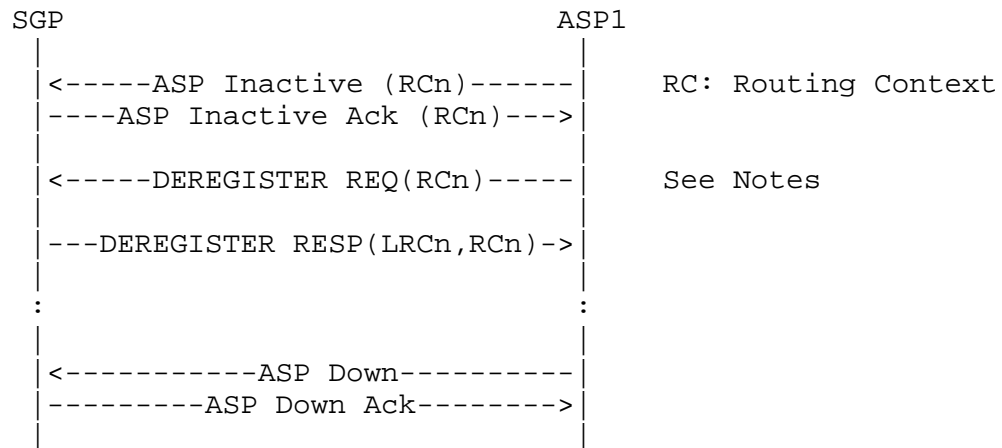 SGP                                 ASP1
 |                                   |
 |<-----ASP Inactive (RCn)------|     RC: Routing Context
 |----ASP Inactive Ack (RCn)--->|
 |                                   |
 |<-----DEREGISTER REQ(RCn)-----|     See Notes
 |                                   |
 |---DEREGISTER RESP(LRCn,RCn)->|
 |                                   |
 :                                   :
 |                                   |
 |<-----------ASP Down----------|
 |---------ASP Down Ack-------->|
 |                                   |